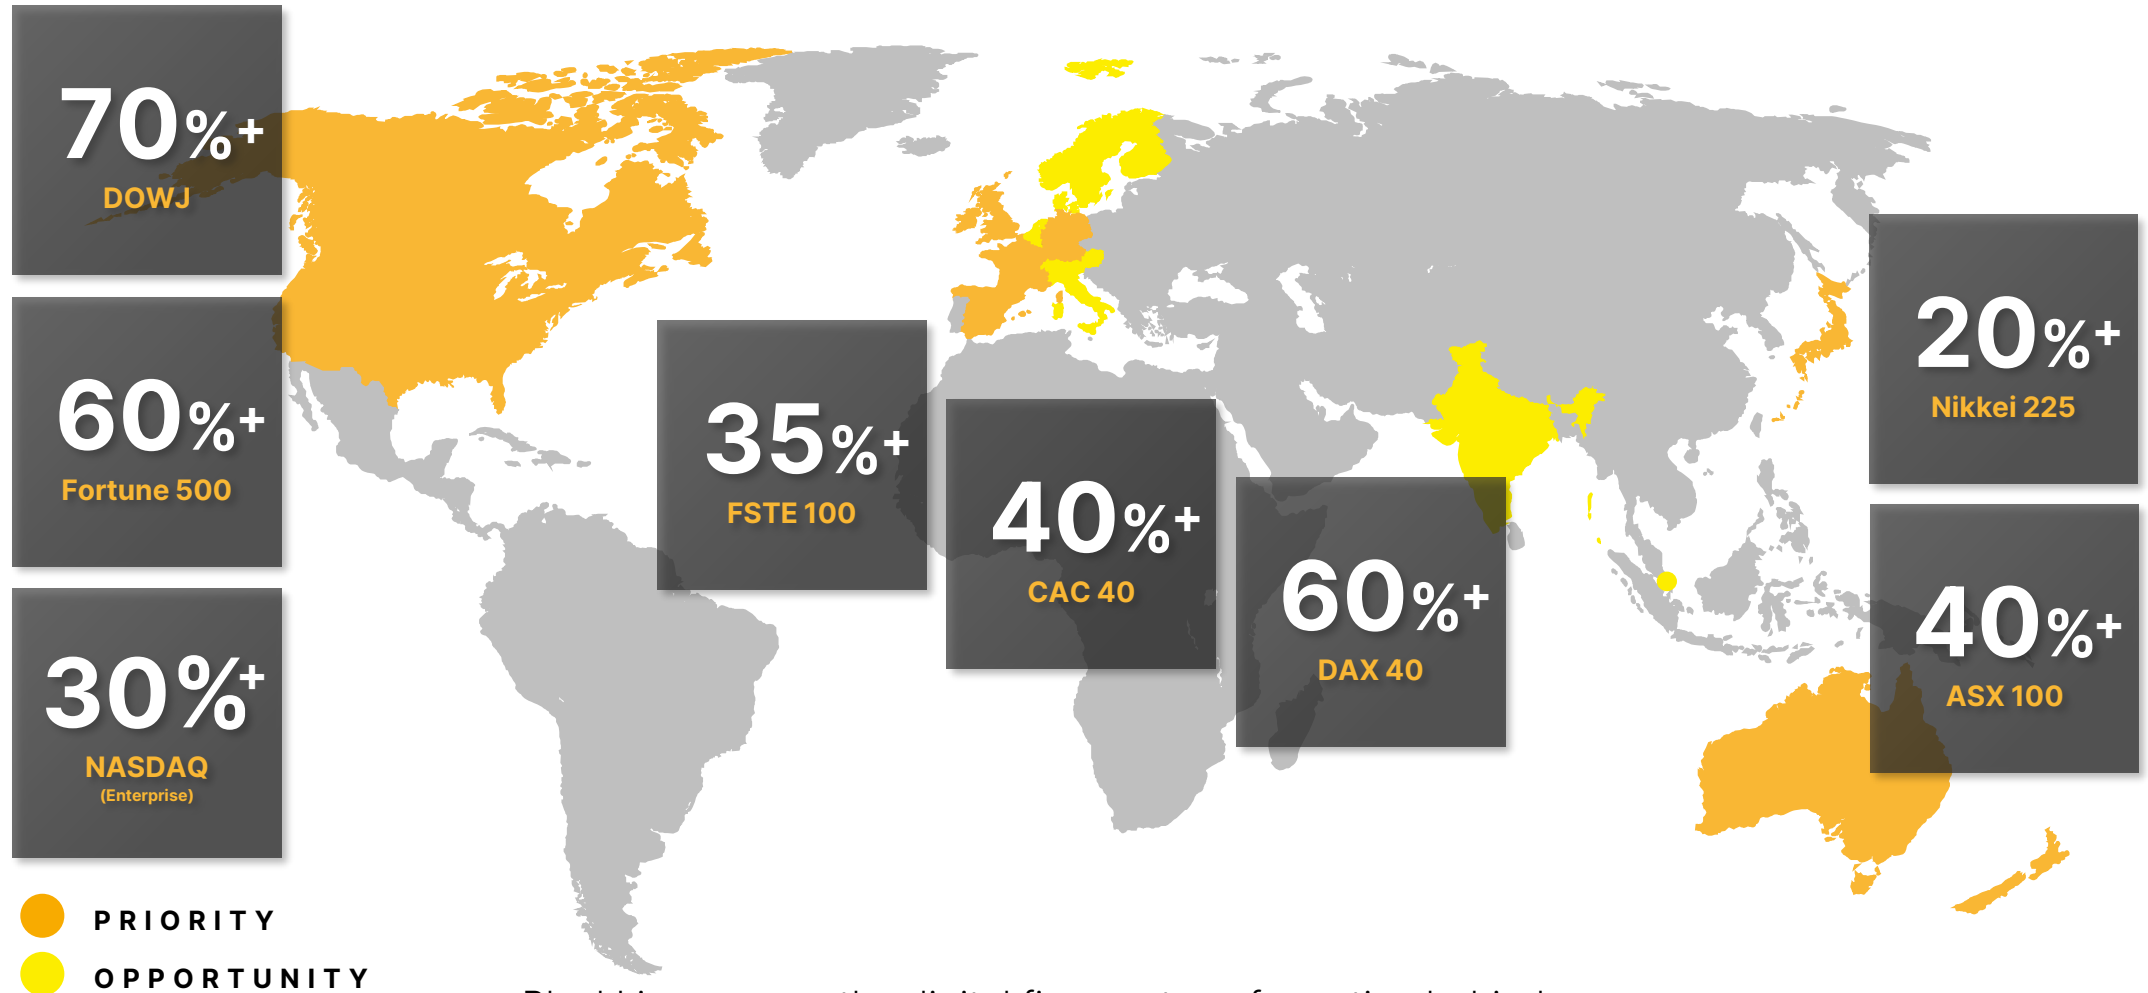 70%+
DOWJ
60%+
Fortune 500
30%+
NASDAQ
(Enterprise)
35%+
FSTE 100
40%+
CAC 40
60%+
DAX 40
20%+
Nikkei 225
40%+
ASX 100
PRIORITY
OPPORTUNITY